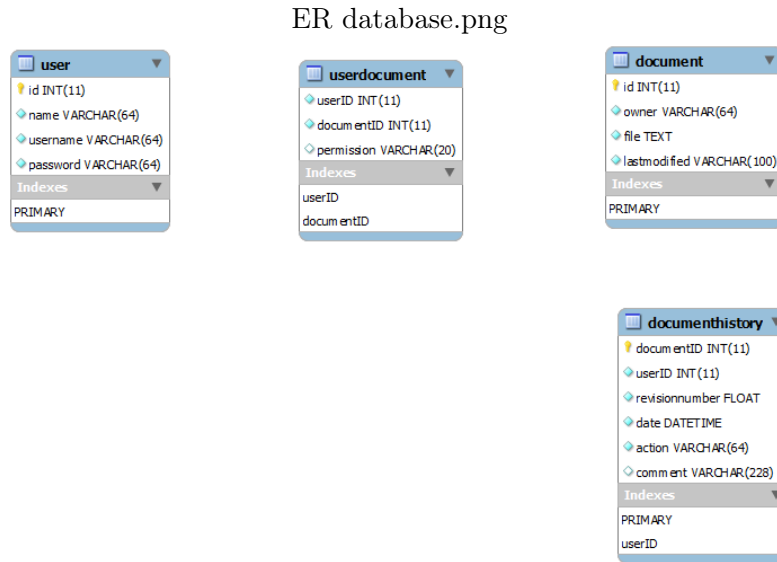 ER database.png
user
id INT(11)
name VARCHAR(64)
username VARCHAR(64)
password VARCHAR(64)
Indexes
PRIMARY
userdocument
userID INT(11)
documentID INT(11)
permission VARCHAR(20)
Indexes
userID
documentID
document
id INT(11)
owner VARCHAR(64)
file TEXT
lastmodified VARCHAR(100)
Indexes
PRIMARY
documenthistory
documentID INT(11)
userID INT(11)
revisionnumber FLOAT
date DATETIME
action VARCHAR(64)
comment VARCHAR(228)
Indexes
PRIMARY
userID